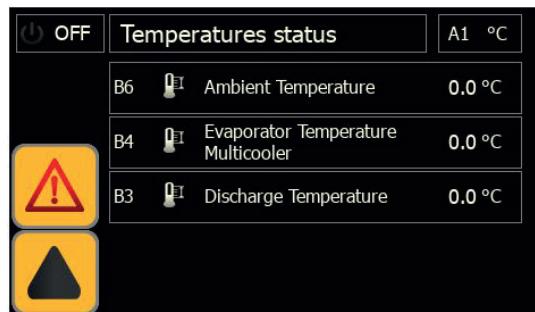 OFF Temperatures status A1 °C
B6 Ambient Temperature 0.0 °C
B4 Evaporator Temperature
Multicooler 0.0 °C
B3 Discharge Temperature 0.0 °C